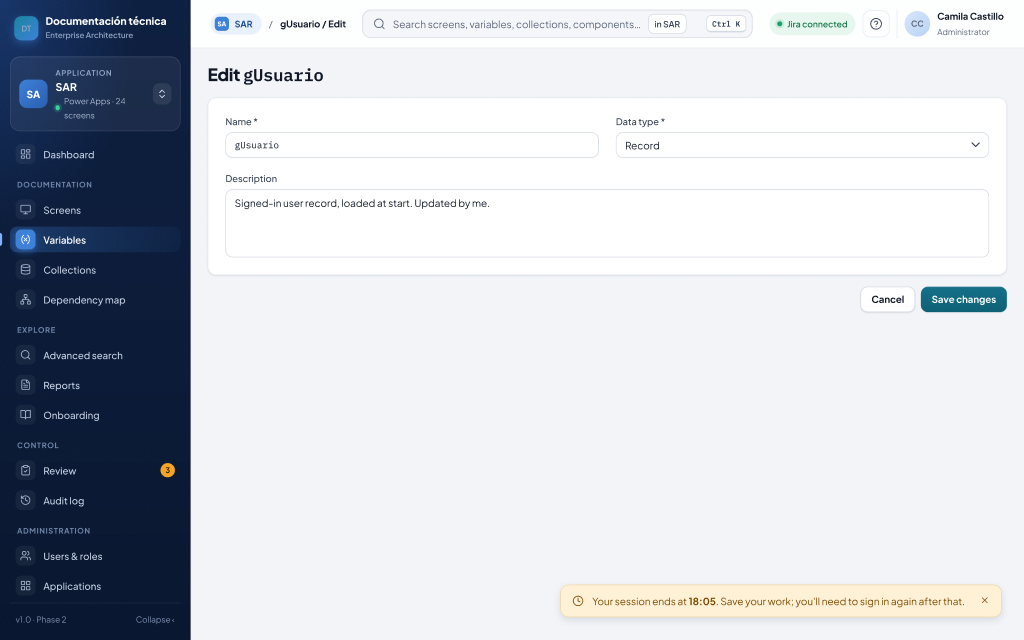 DT
Documentación técnica
Enterprise Architecture
SA
APPLICATION
SAR
Power Apps · 24
screens
Dashboard
DOCUMENTATION
Screens
Variables
Collections
Dependency map
EXPLORE
Advanced search
Reports
Onboarding
CONTROL
Review
3
Audit log
ADMINISTRATION
Users & roles
Applications
v1.0 · Phase 2
Collapse ‹
SA SAR / gUsuario / Edit
Search screens, variables, collections, components...
in SAR
Ctrl K
Jira connected
CC
Camila Castillo
Administrator
Edit gUsuario
Name *
gUsuario
Data type *
Record
Description
Signed-in user record, loaded at start. Updated by me.
Cancel
Save changes
Your session ends at 18:05. Save your work; you'll need to sign in again after that.